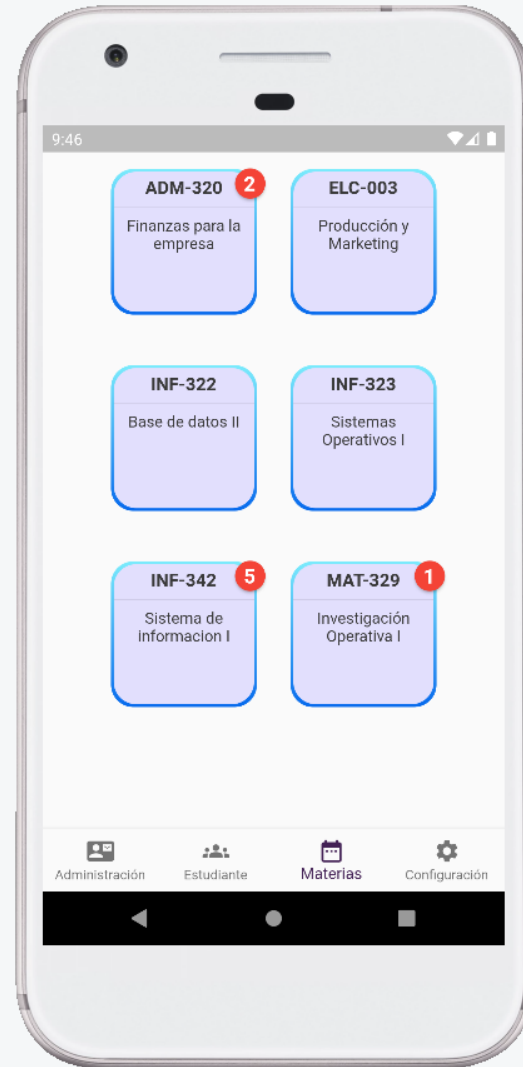 9:46
ADM-320
2
Finanzas para la
empresa
ELC-003
Producción y
Marketing
INF-322
Base de datos II
INF-323
Sistemas
Operativos I
INF-342
5
Sistema de
informacion I
MAT-329
1
Investigación
Operativa I
Administración
Estudiante
Materias
Configuración